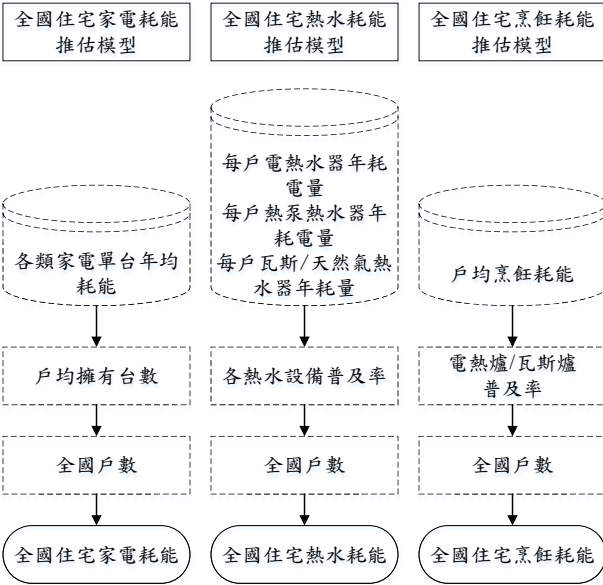 全國住宅家電耗能
推估模型
全國住宅熱水耗能
推估模型
全國住宅烹飪耗能
推估模型
各類家電單台年均
耗能
每戶電熱水器年耗
電量
每戶熱泵熱水器年
耗電量
每戶瓦斯/天然氣熱
水器年耗量
戶均烹飪耗能
戶均擁有台數
各熱水設備普及率
電熱爐/瓦斯爐
普及率
全國戶數
全國戶數
全國戶數
全國住宅家電耗能
全國住宅熱水耗能
全國住宅烹飪耗能